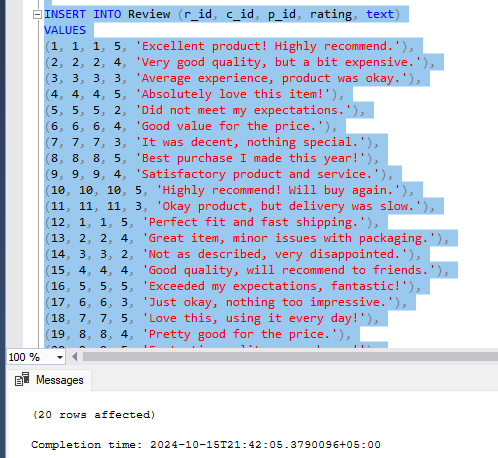 INSERT INTO Review (r_id, c_id, p_id, rating, text)
VALUES
(1, 1, 1, 5, 'Excellent product! Highly recommend.'),
(2, 2, 2, 4, 'Very good quality, but a bit expensive.'),
(3, 3, 3, 3, 'Average experience, product was okay.'),
(4, 4, 4, 5, 'Absolutely love this item!'),
(5, 5, 5, 2, 'Did not meet my expectations.'),
(6, 6, 6, 4, 'Good value for the price.'),
(7, 7, 7, 3, 'It was decent, nothing special.'),
(8, 8, 8, 5, 'Best purchase I made this year!'),
(9, 9, 9, 4, 'Satisfactory product and service.'),
(10, 10, 10, 5, 'Highly recommend! Will buy again.'),
(11, 11, 11, 3, 'Okay product, but delivery was slow.'),
(12, 1, 1, 5, 'Perfect fit and fast shipping.'),
(13, 2, 2, 4, 'Great item, minor issues with packaging.'),
(14, 3, 3, 2, 'Not as described, very disappointed.'),
(15, 4, 4, 4, 'Good quality, will recommend to friends.'),
(16, 5, 5, 5, 'Exceeded my expectations, fantastic!'),
(17, 6, 6, 3, 'Just okay, nothing too impressive.'),
(18, 7, 7, 5, 'Love this, using it every day!'),
(19, 8, 8, 4, 'Pretty good for the price.'),
100 %
Messages
(20 rows affected)
Completion time: 2024-10-15T21:42:05.3790096+05:00